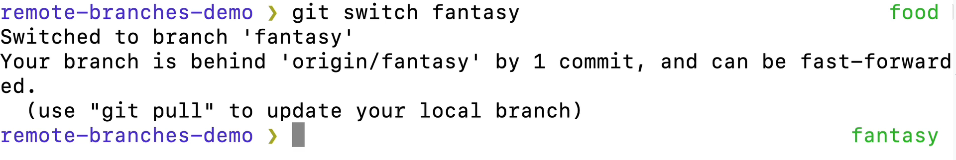 remote-branches-demo ❯ git switch fantasy food
Switched to branch 'fantasy'
Your branch is behind 'origin/fantasy' by 1 commit, and can be fast-forward
ed.
(use "git pull" to update your local branch)
remote-branches-demo ❯ fantasy